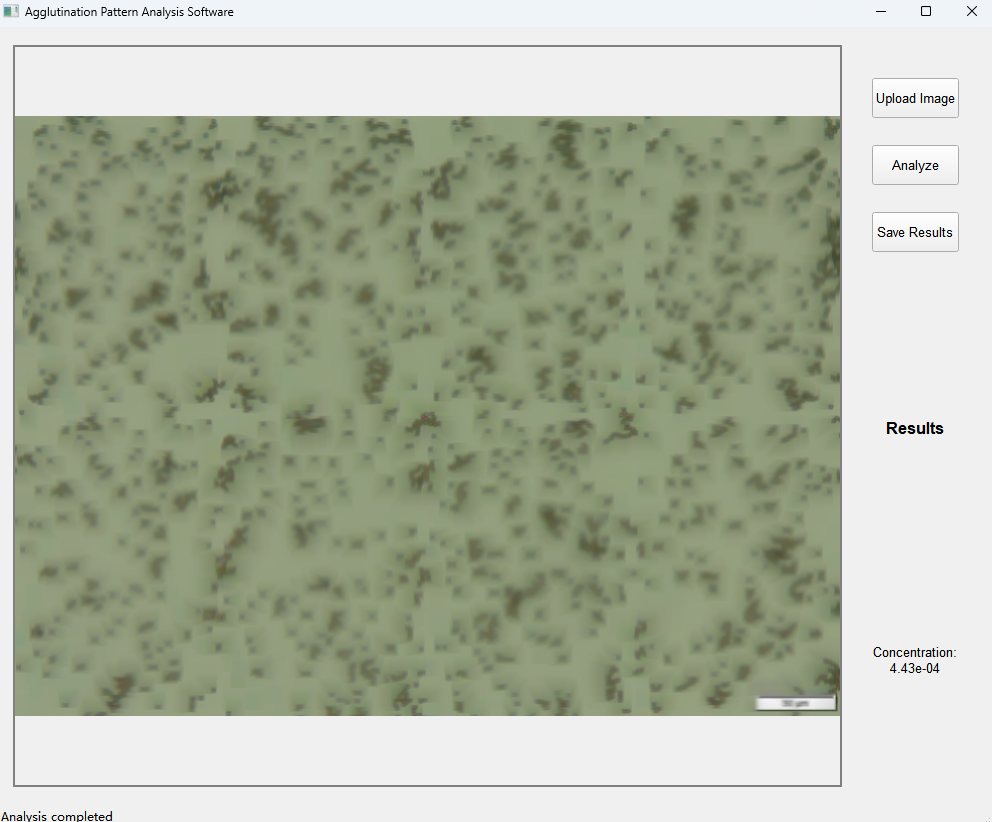 Agglutination Pattern Analysis Software
Upload Image
Analyze
Save Results
Results
Concentration:
4.43e-04
Analysis completed